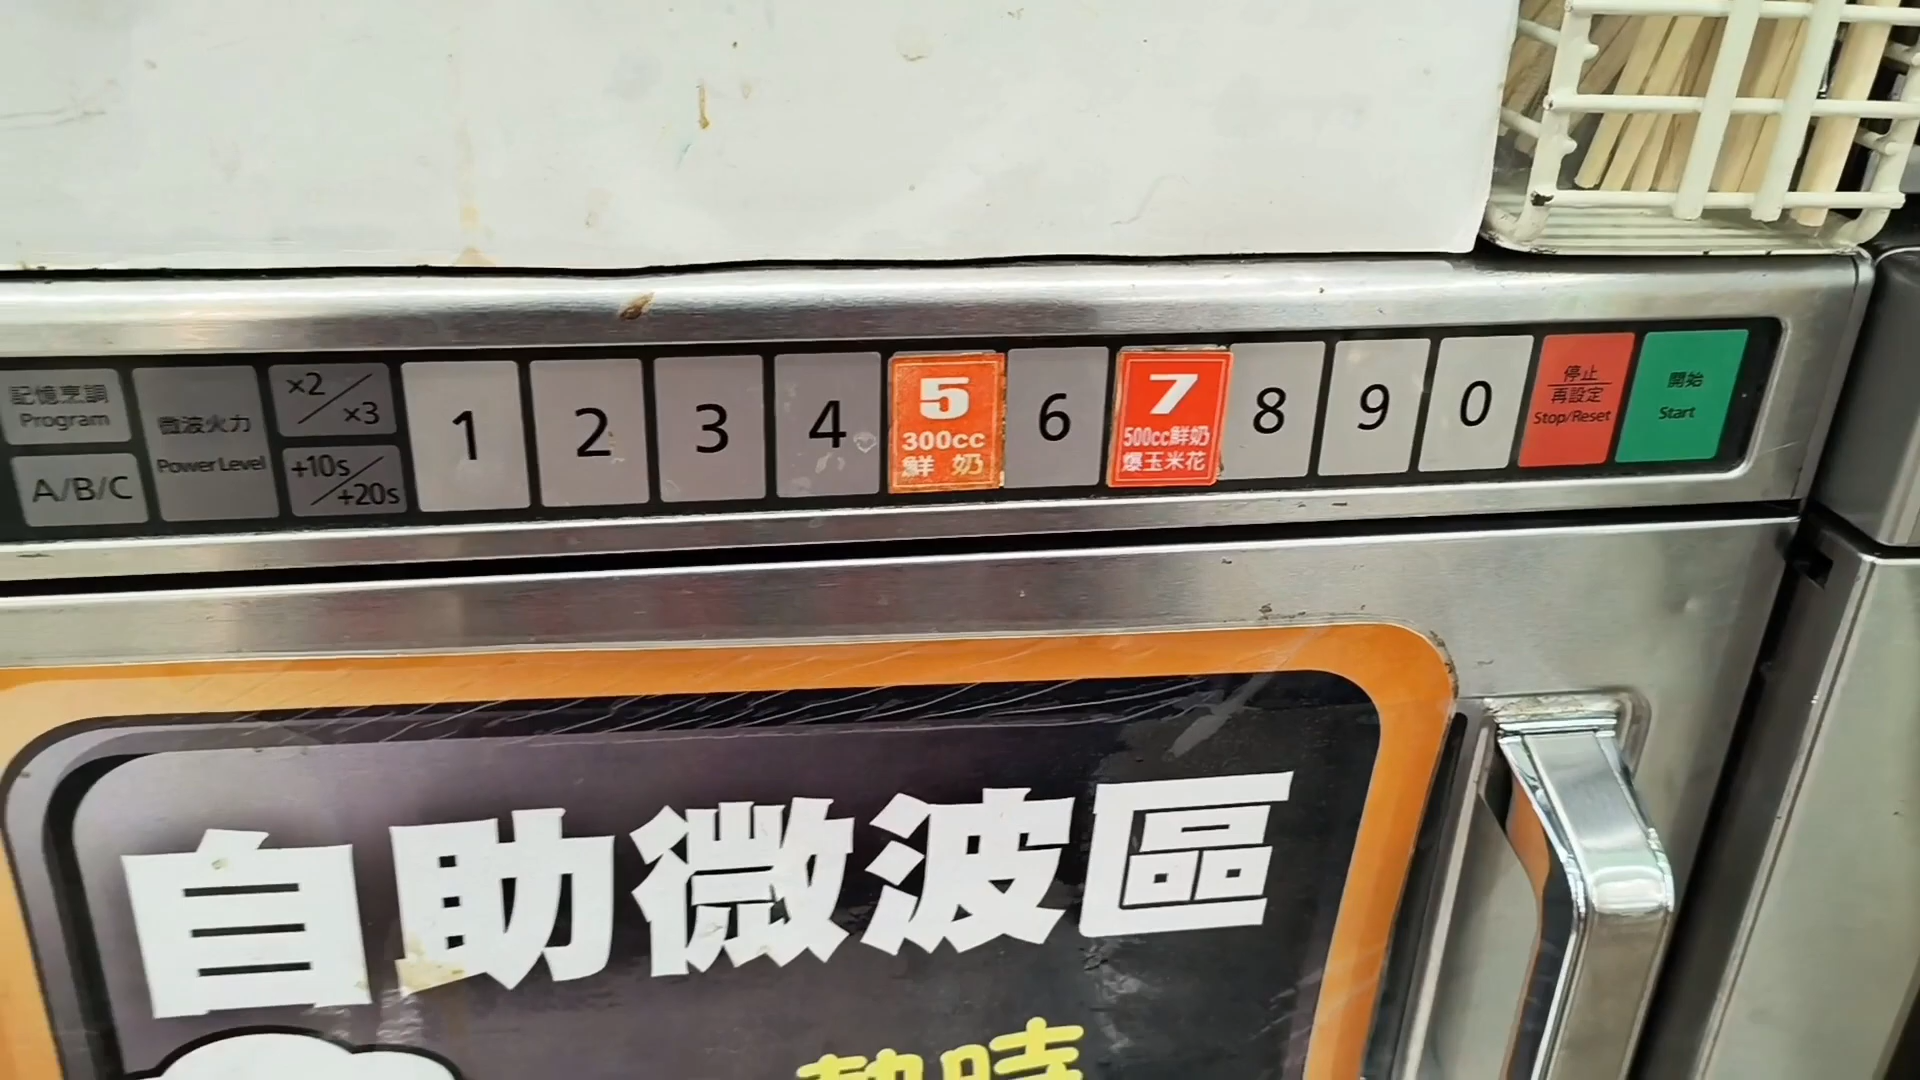 記憶烹調
Program
A/B/C
微波火力
Power Level
×2/×3
+10s/+20s
1
2
3
4
5
300cc
鮮奶
6
7
500cc鮮奶
爆玉米花
8
9
0
停止
再設定
Stop/Reset
開始
Start
自助微波區